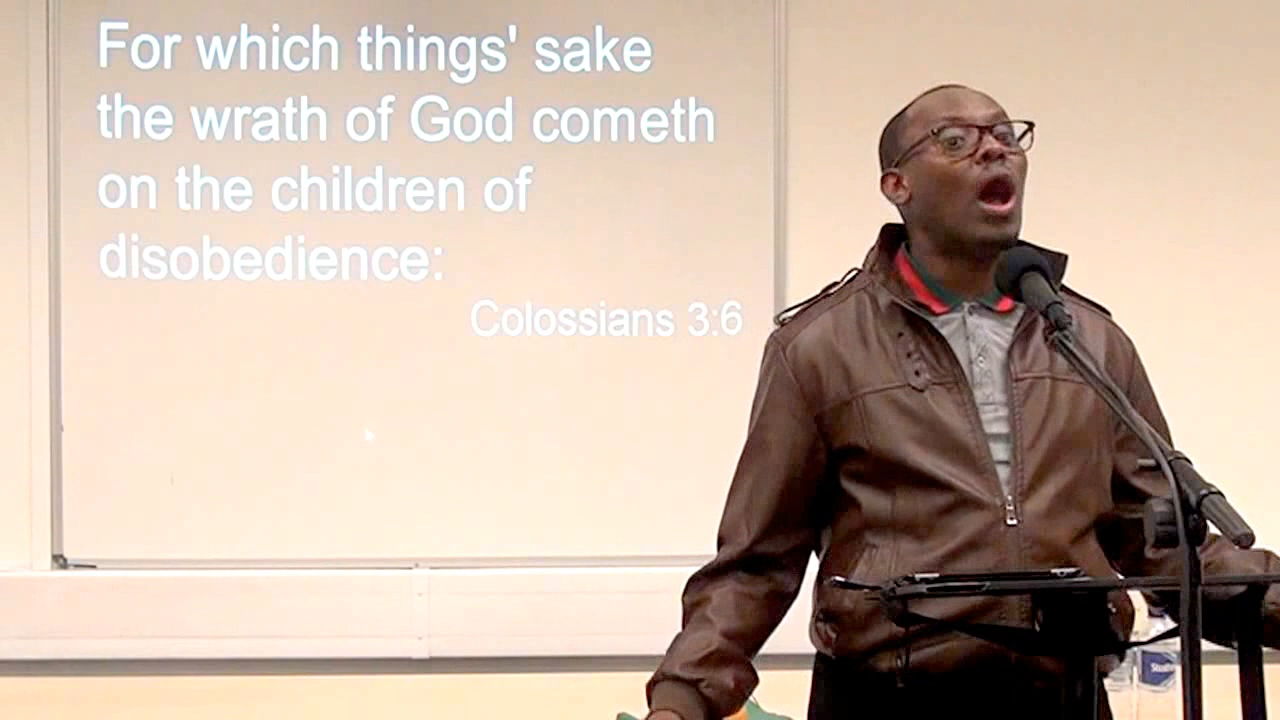 For which things' sake
the wrath of God cometh
on the children of
disobedience:
Colossians 3:6